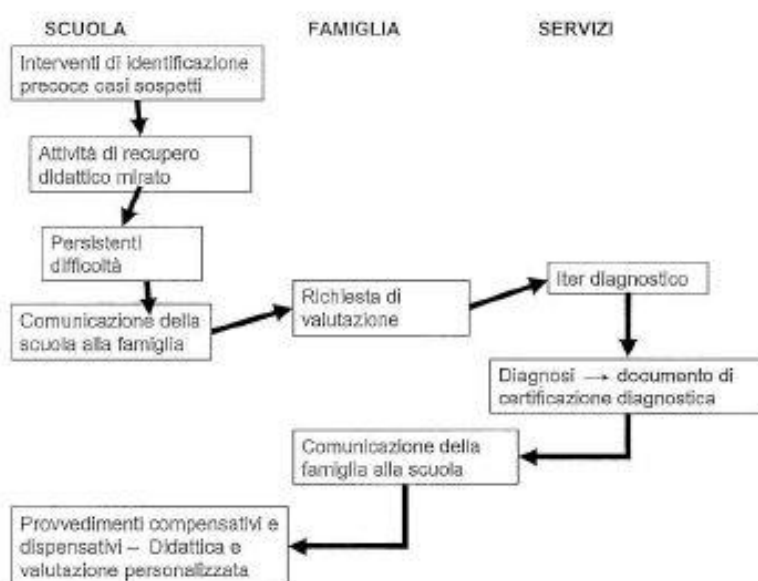 SCUOLA FAMIGLIA SERVIZI
Interventi di identificazione
precoce casi sospetti
Attività di recupero
didattico mirato
Persistenti
difficoltà
Comunicazione della
scuola alla famiglia
Richiesta di
valutazione
Iter diagnostico
Diagnosi → documento di
certificazione diagnostica
Comunicazione della
famiglia alla scuola
Provvedimenti compensativi e
dispensativi – Didattica e
valutazione personalizzata